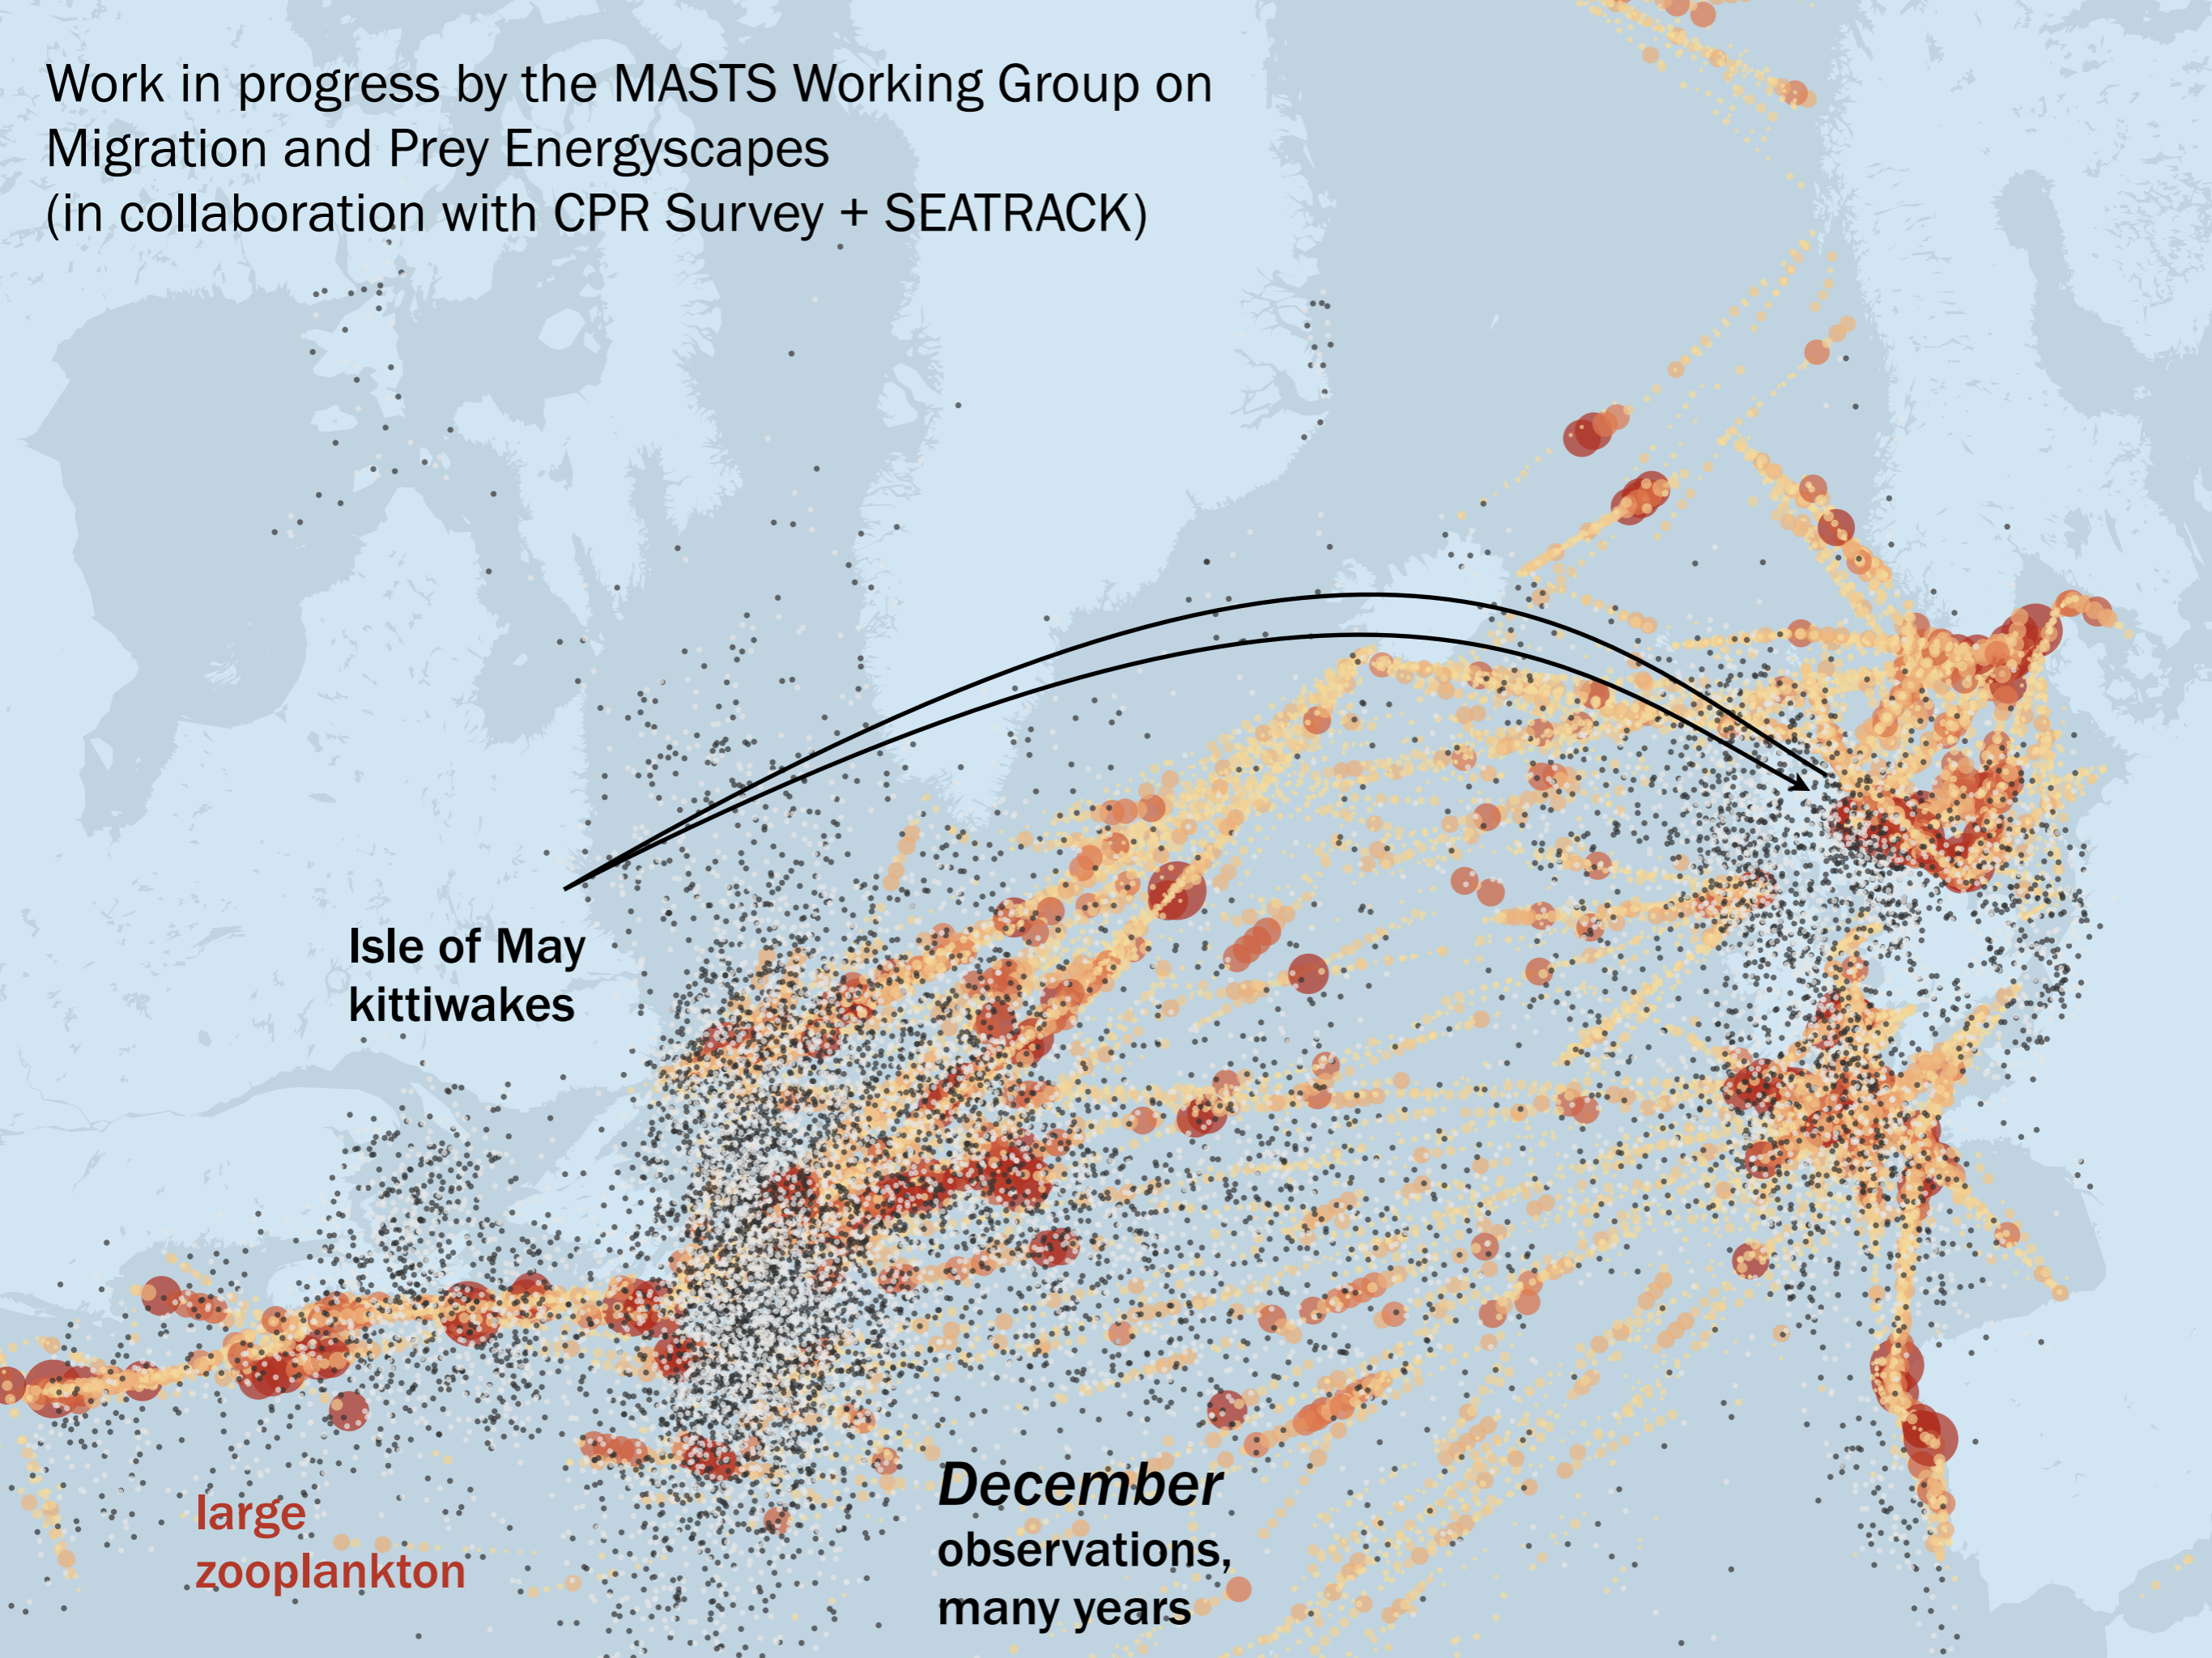 Work in progress by the MASTS Working Group on
Migration and Prey Energyscapes
(in collaboration with CPR Survey + SEATRACK)
Isle of May
kittiwakes
December
observations,
many years
large
zooplankton